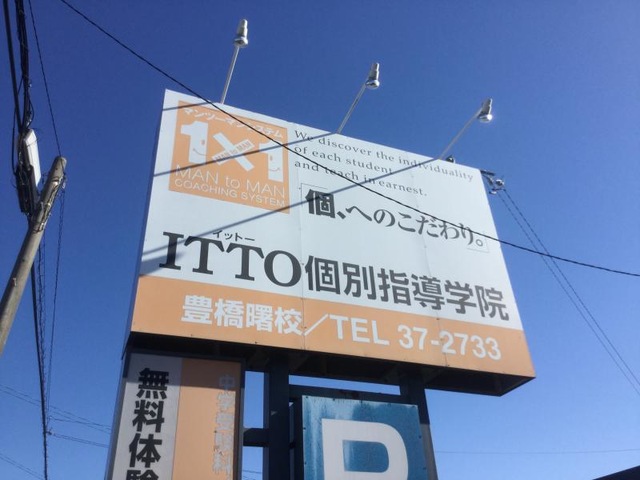 マンツーマンシステム
1×1
MAN to MAN
COACHING SYSTEM
We discover the individuality
of each student
and teach in earnest.
「個、へのこだわり。」
イットー
ITTO個別指導学院
豊橋曙校／TEL 37-2733
無料体験
P